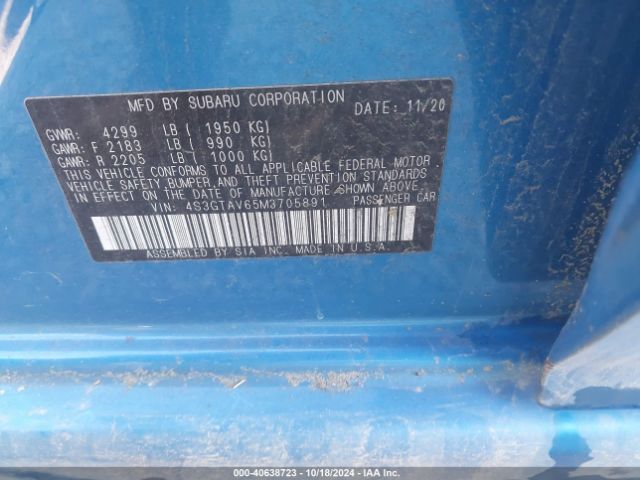 MFD BY SUBARU CORPORATION DATE: 11/20
GVWR: 4299 LB ( 1950 KG)
GAWR: F 2183 LB ( 990 KG)
GAWR: R 2205 LB ( 1000 KG)
THIS VEHICLE CONFORMS TO ALL APPLICABLE FEDERAL MOTOR
VEHICLE SAFETY, BUMPER, AND THEFT PREVENTION STANDARDS
IN EFFECT ON THE DATE OF MANUFACTURE SHOWN ABOVE.
VIN: 4S3GTAV65M3705891 PASSENGER CAR
ASSEMBLED BY SIA INC. MADE IN U.S.A.
000-40638723 - 10/18/2024 - IAA Inc.